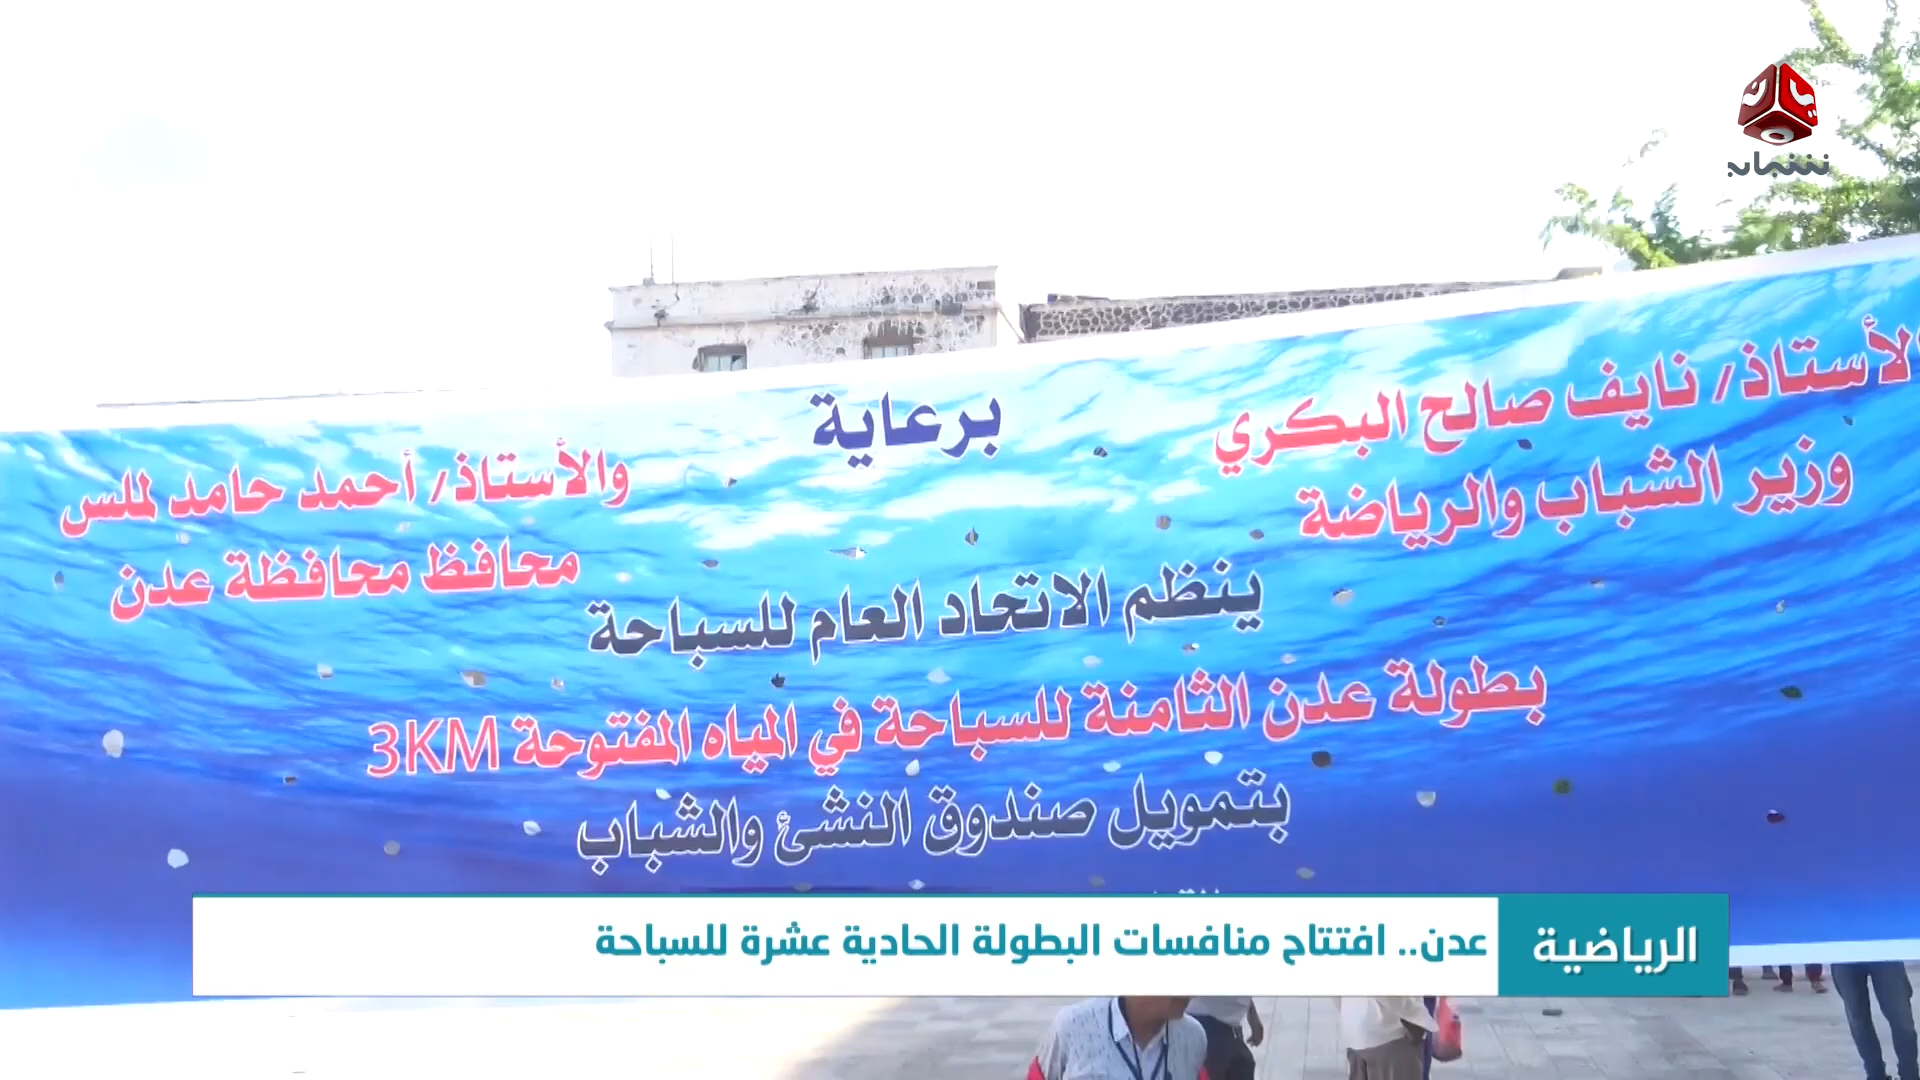 يمن
شباب
برعاية
الأستاذ/ نايف صالح البكري
وزير الشباب والرياضة
والأستاذ/ أحمد حامد لملس
محافظ محافظة عدن
ينظم الاتحاد العام للسباحة
بطولة عدن الثامنة للسباحة في المياه المفتوحة 3KM
بتمويل صندوق النشئ والشباب
الرياضية
عدن.. افتتاح منافسات البطولة الحادية عشرة للسباحة